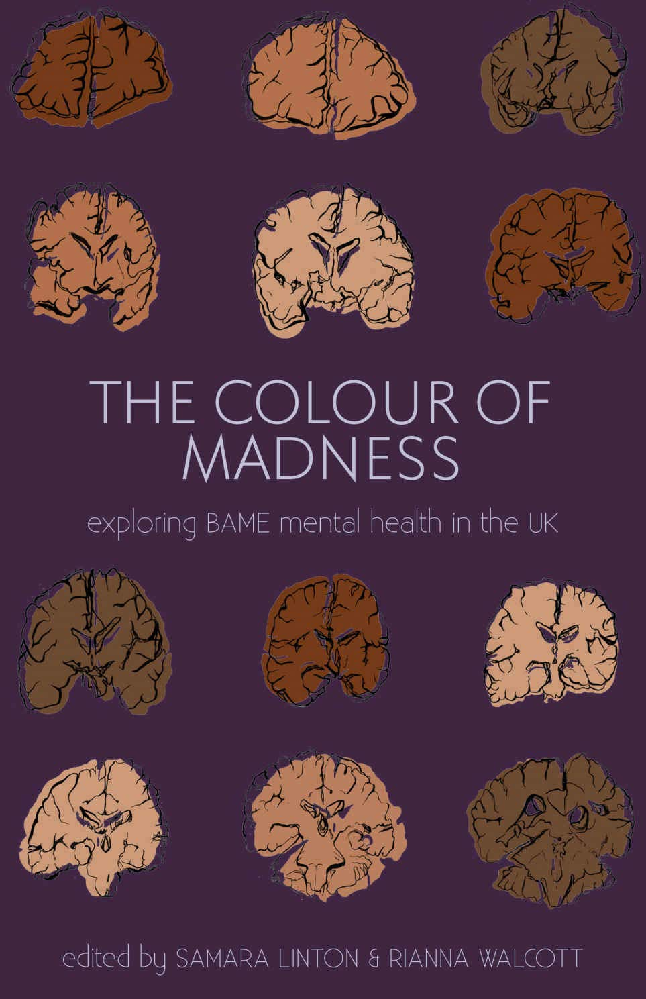 THE COLOUR OF
MADNESS
exploring BAME mental health in the UK
edited by SAMARA LINTON & RIANNA WALCOTT